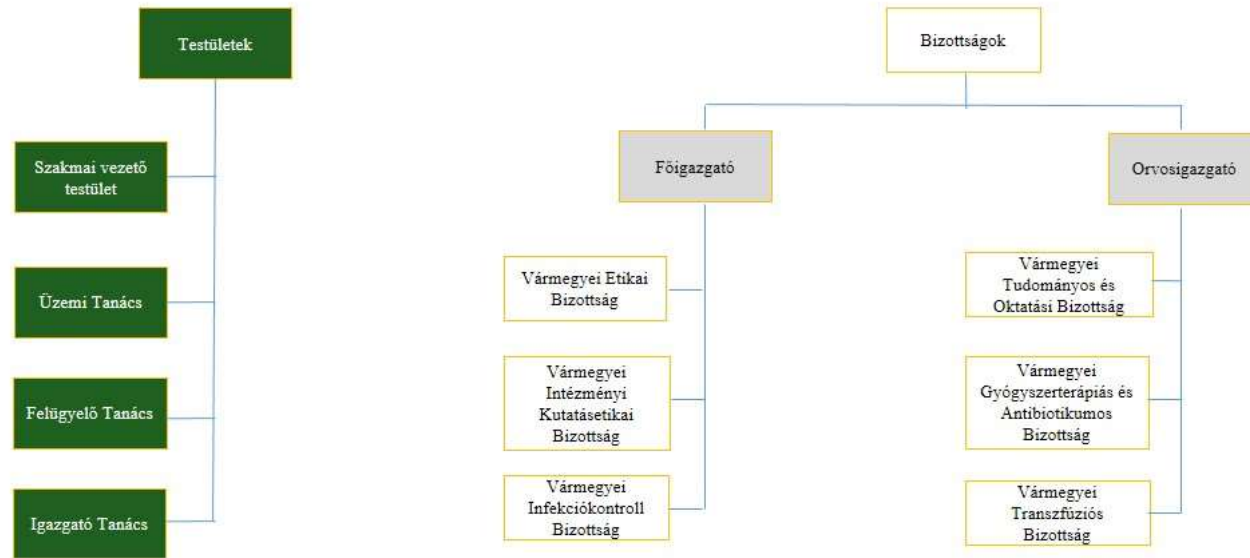 Testületek
Szakmai vezető
testület
Üzemi Tanács
Felügyelő Tanács
Igazgató Tanács
Bizottságok
Főigazgató
Vármegyei Etikai
Bizottság
Vármegyei
Intézményi
Kutatásetikai
Bizottság
Vármegyei
Infekciókontroll
Bizottság
Orvosigazgató
Vármegyei
Tudományos és
Oktatási Bizottság
Vármegyei
Gyógyszerterápiás és
Antibiotikumos
Bizottság
Vármegyei
Transzfúziós
Bizottság